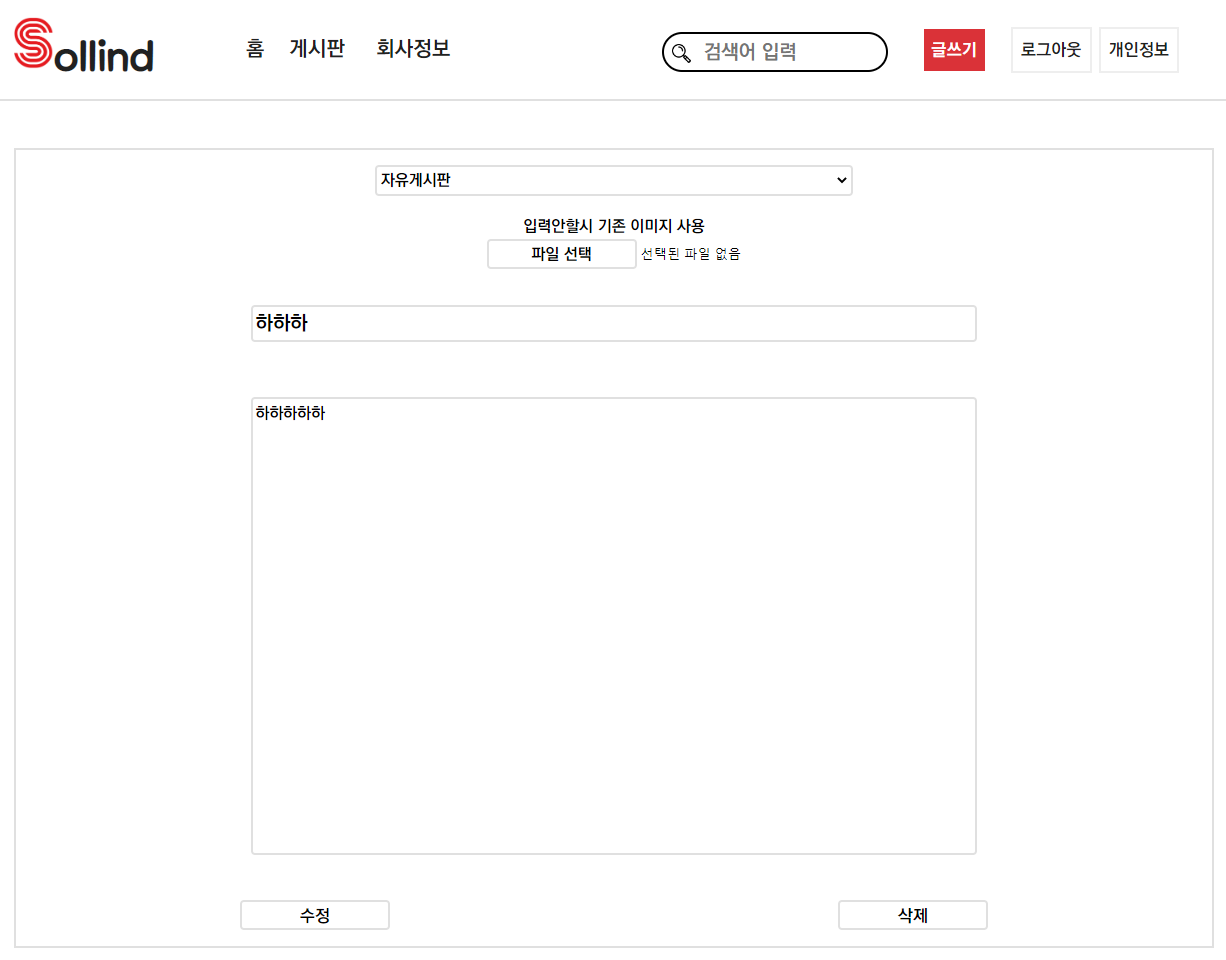 Sollind
홈 게시판 회사정보
검색어 입력
글쓰기
로그아웃
개인정보
자유게시판
입력안할시 기존 이미지 사용
파일 선택 선택된 파일 없음
하하하
하하하하하
수정
삭제